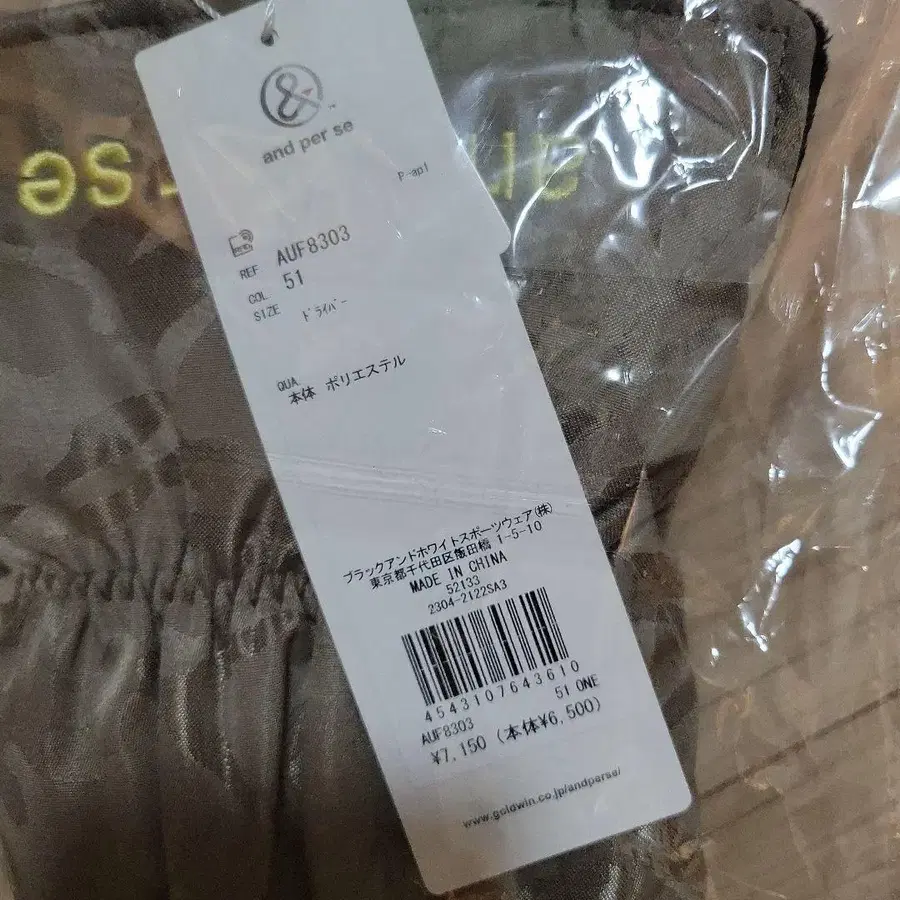 and per se
P-ap1
REF AUF8303
COL 51
SIZE ドライバー
QUA
本体 ポリエステル
ブラックアンドホワイトスポーツウェア(株)
東京都千代田区飯田橋 1-5-10
MADE IN CHINA
52133
2304-2122SA3
4543107643610
AUF8303 51 ONE
¥7,150 (本体¥6,500)
www.goldwin.co.jp/andperse/